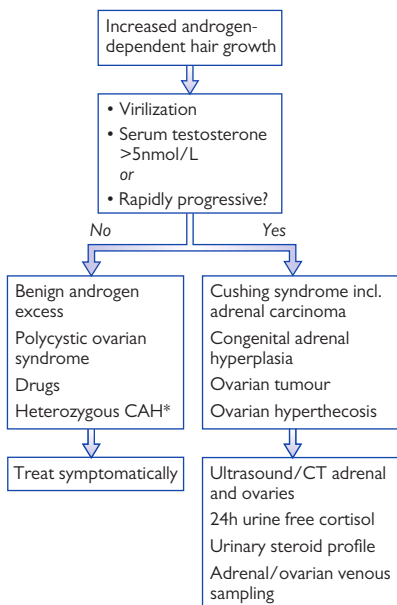 Increased androgen-
dependent hair growth
• Virilization
• Serum testosterone
>5nmol/L
or
• Rapidly progressive?
No
Yes
Benign androgen
excess
Polycystic ovarian
syndrome
Drugs
Heterozygous CAH*
Treat symptomatically
Cushing syndrome incl.
adrenal carcinoma
Congenital adrenal
hyperplasia
Ovarian tumour
Ovarian hyperthecosis
Ultrasound/CT adrenal
and ovaries
24h urine free cortisol
Urinary steroid profile
Adrenal/ovarian venous
sampling